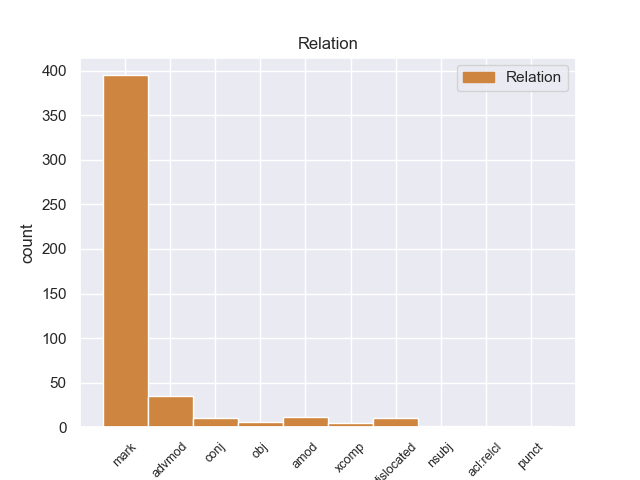 Relation
Relation
400
350
300
250
200
150
100
50
0
count
mark
advmod
conj
obj
amod
xcomp
islocated
nsubj
acl:relcl
punct